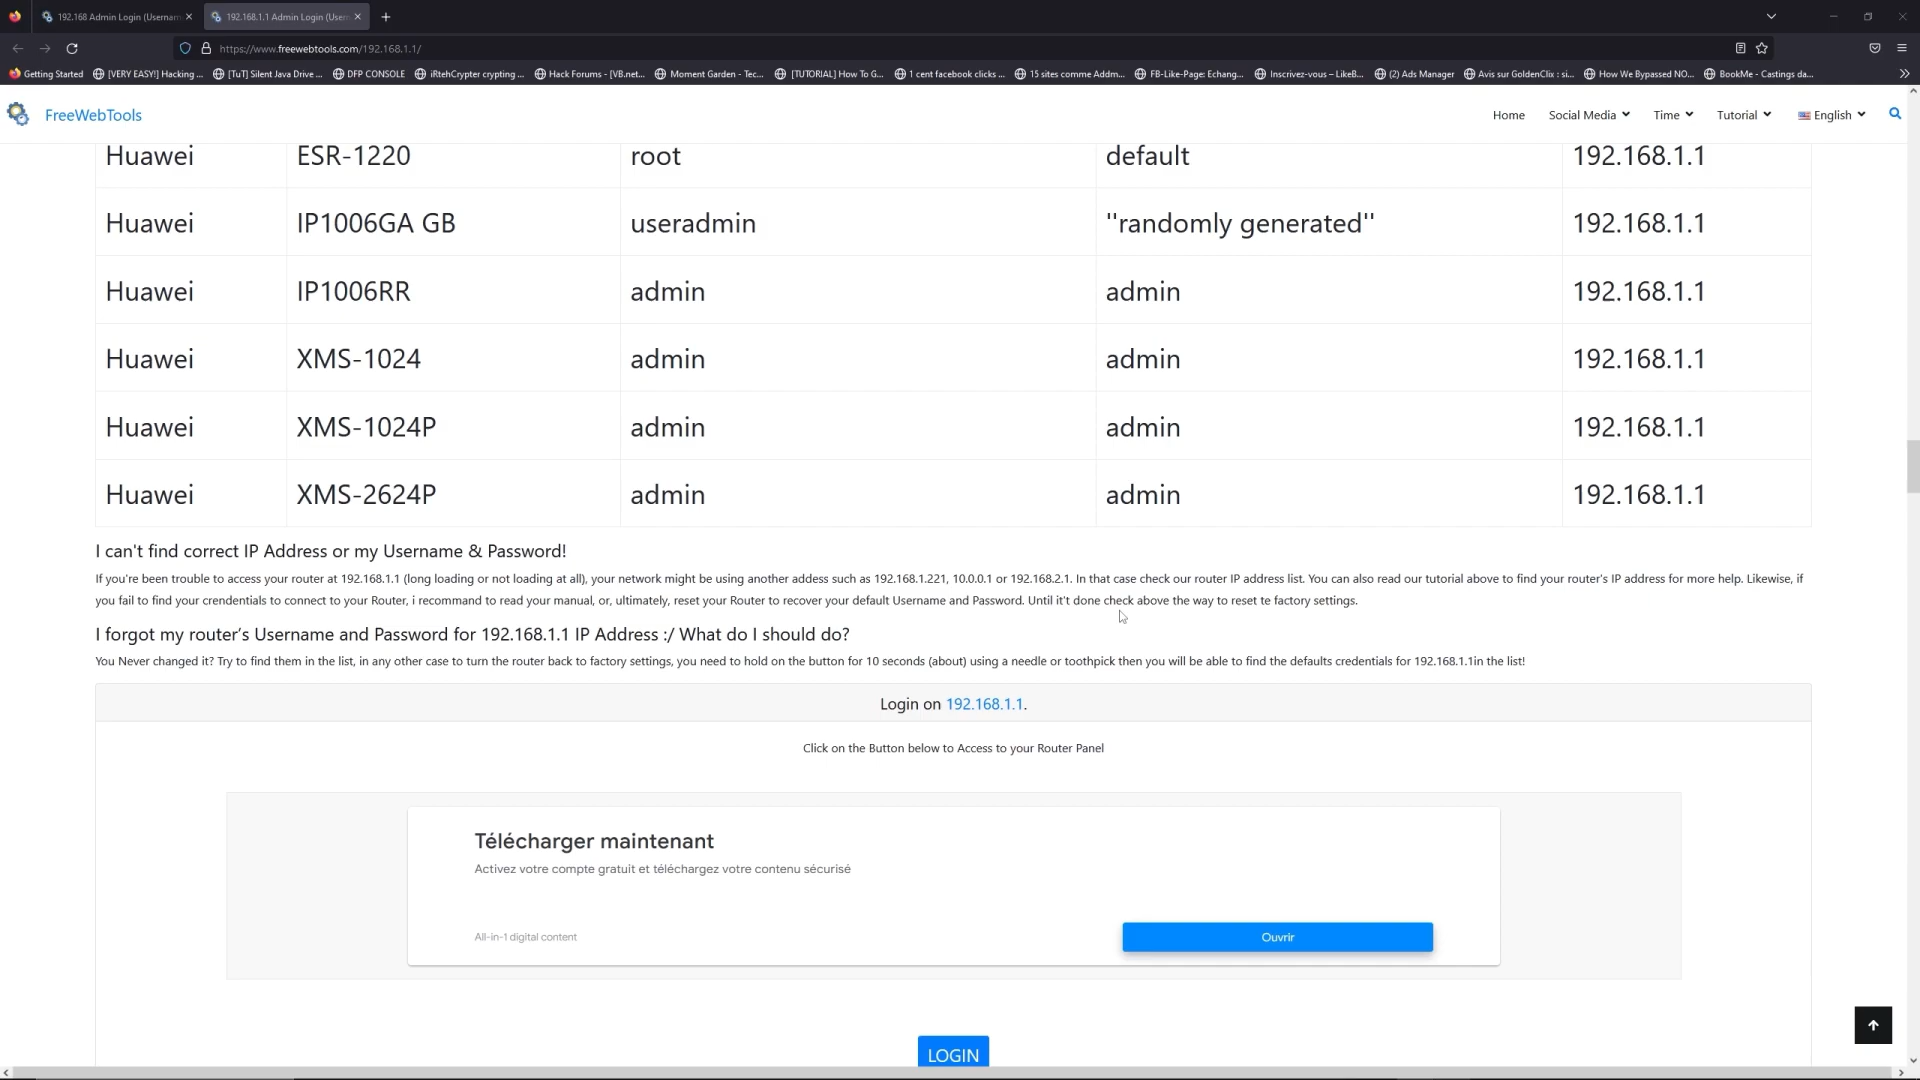 192.168 Admin Login (Usernam
192.168.1.1 Admin Login (User
https://www.freewebtools.com/192.168.1.1/
Getting Started [VERY EASY!] Hacking ... [TuT] Silent Java Drive ... DFP CONSOLE iRtehCrypter crypting ... Hack Forums - [VB.net... Moment Garden - Tec... [TUTORIAL] How To G... 1 cent facebook clicks ... 15 sites comme Addm... FB-Like-Page: Echang... Inscrivez-vous – LikeB... (2) Ads Manager Avis sur GoldenClix : si... How We Bypassed NO... BookMe - Castings da...
FreeWebTools Home Social Media Time Tutorial English
Huawei ESR-1220 root default 192.168.1.1
Huawei IP1006GA GB useradmin ''randomly generated'' 192.168.1.1
Huawei IP1006RR admin admin 192.168.1.1
Huawei XMS-1024 admin admin 192.168.1.1
Huawei XMS-1024P admin admin 192.168.1.1
Huawei XMS-2624P admin admin 192.168.1.1
I can't find correct IP Address or my Username & Password!
If you're been trouble to access your router at 192.168.1.1 (long loading or not loading at all), your network might be using another addess such as 192.168.1.221, 10.0.0.1 or 192.168.2.1. In that case check our router IP address list. You can also read our tutorial above to find your router's IP address for more help. Likewise, if
you fail to find your crendentials to connect to your Router, i recommand to read your manual, or, ultimately, reset your Router to recover your default Username and Password. Until it't done check above the way to reset te factory settings.
I forgot my router’s Username and Password for 192.168.1.1 IP Address :/ What do I should do?
You Never changed it? Try to find them in the list, in any other case to turn the router back to factory settings, you need to hold on the button for 10 seconds (about) using a needle or toothpick then you will be able to find the defaults credentials for 192.168.1.1in the list!
Login on 192.168.1.1.
Click on the Button below to Access to your Router Panel
Télécharger maintenant
Activez votre compte gratuit et téléchargez votre contenu sécurisé
All-in-1 digital content
Ouvrir
LOGIN